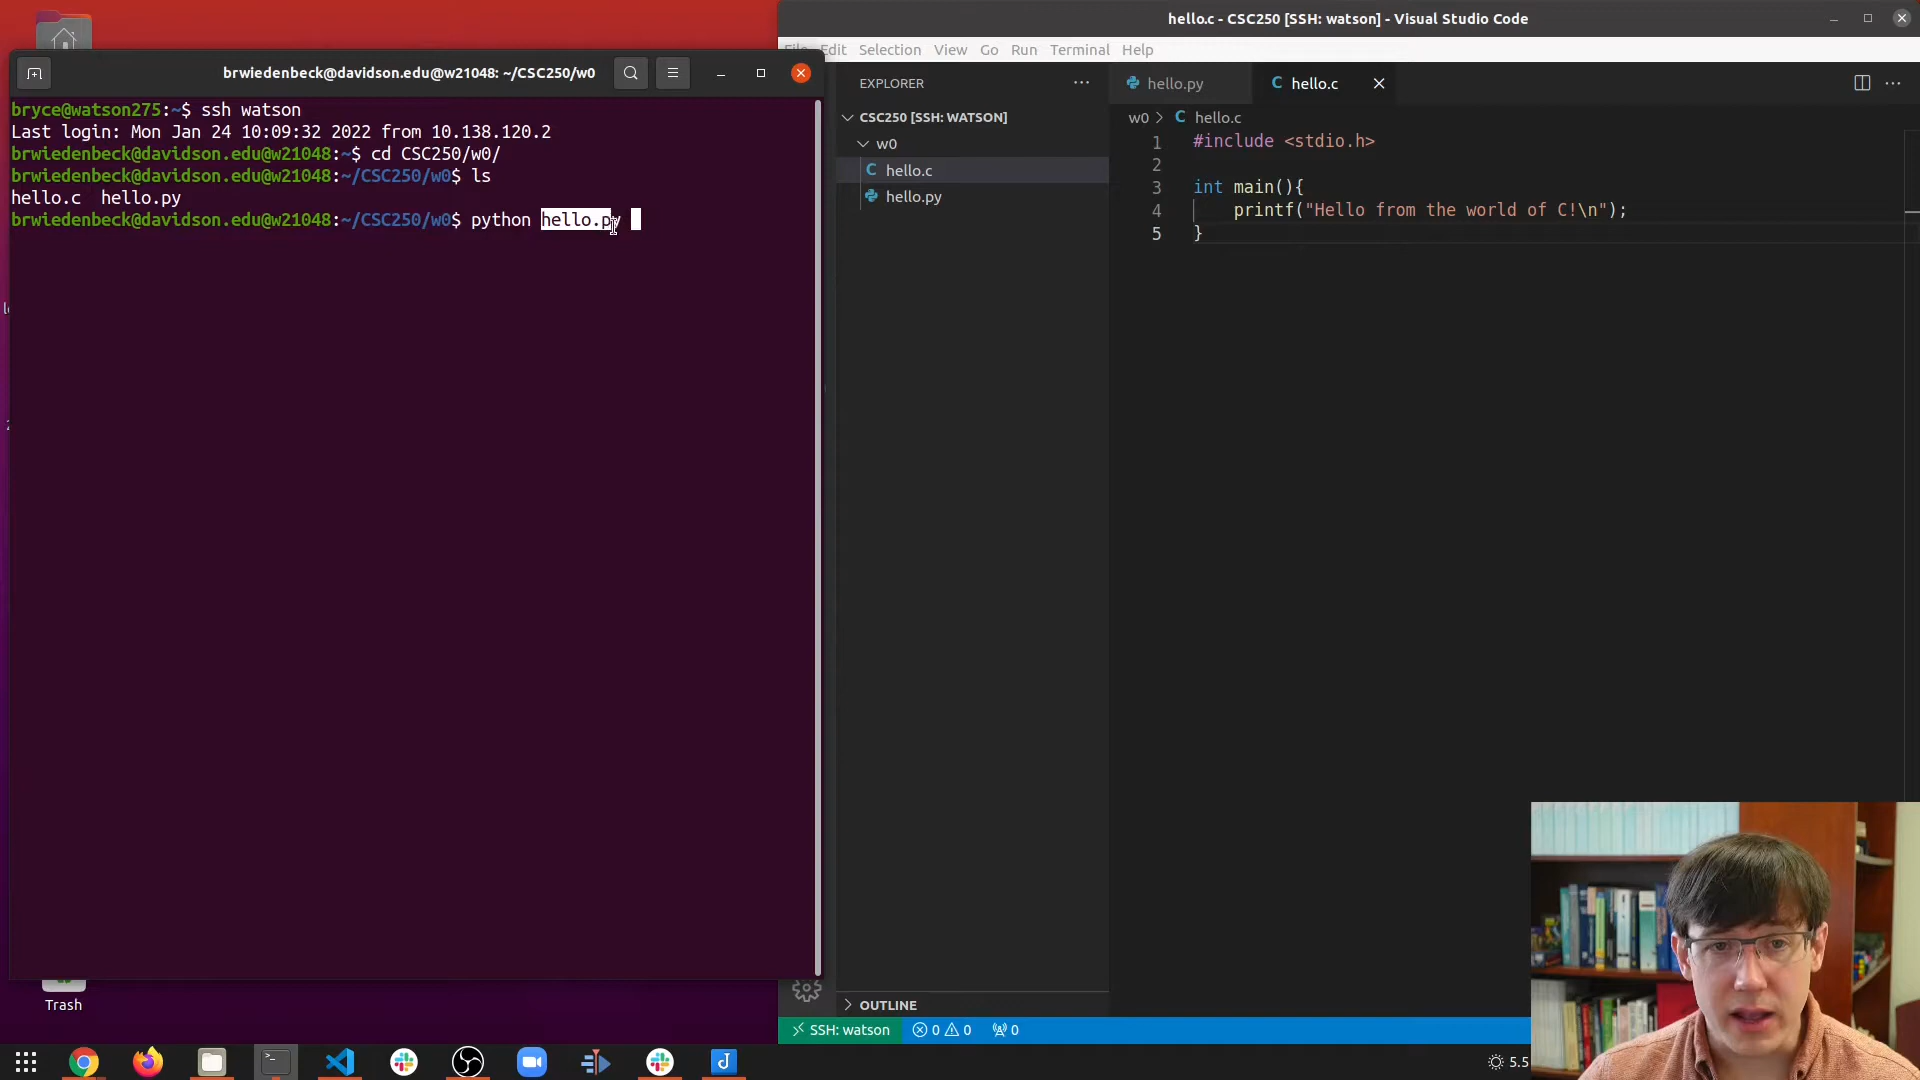 hello.c - CSC250 [SSH: watson] - Visual Studio Code
File Edit Selection View Go Run Terminal Help
brwiedenbeck@davidson.edu@w21048: ~/CSC250/w0
bryce@watson275:~$ ssh watson
Last login: Mon Jan 24 10:09:32 2022 from 10.138.120.2
brwiedenbeck@davidson.edu@w21048:~$ cd CSC250/w0/
brwiedenbeck@davidson.edu@w21048:~/CSC250/w0$ ls
hello.c hello.py
brwiedenbeck@davidson.edu@w21048:~/CSC250/w0$ python hello.py
Trash
EXPLORER
CSC250 [SSH: WATSON]
w0
hello.c
hello.py
OUTLINE
hello.py
hello.c
w0 > hello.c
1 #include <stdio.h>
2
3 int main(){
4 printf("Hello from the world of C!\n");
5 }
SSH: watson 0 0 0
5.5